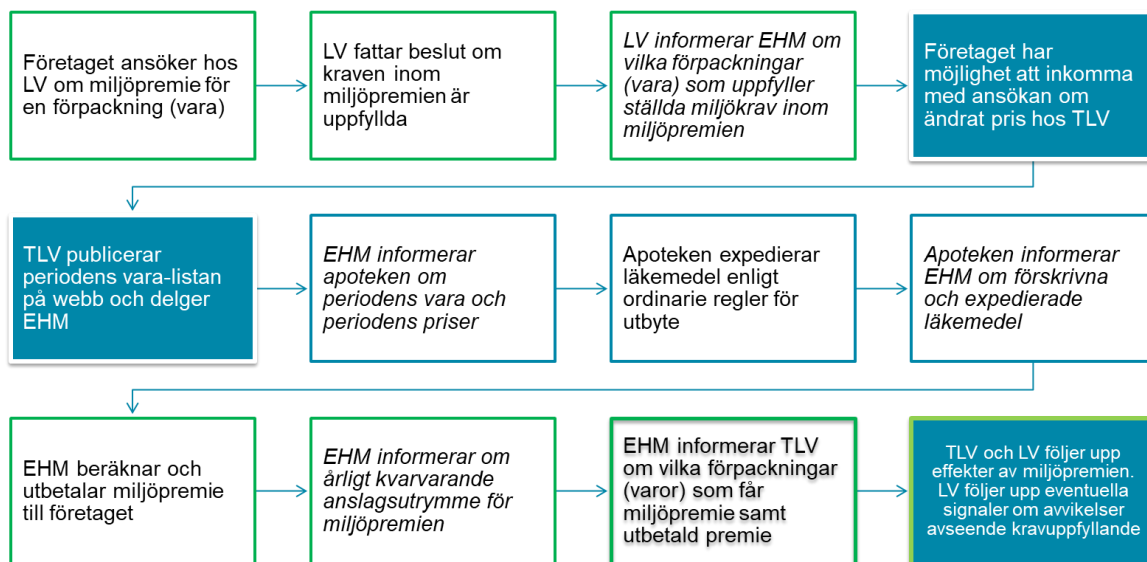 Företaget ansöker hos
LV om miljöpremie för
en förpackning (vara)
LV fattar beslut om
kraven inom
miljöpremien är
uppfyllda
LV informerar EHM om
vilka förpackningar
(vara) som uppfyller
ställda miljökrav inom
miljöpremien
Företaget har
möjlighet att inkomma
med ansökan om
ändrat pris hos TLV
TLV publicerar
periodens vara-listan
på webb och delger
EHM
EHM informerar
apoteken om
periodens vara och
periodens priser
Apoteken expedierar
läkemedel enligt
ordinarie regler för
utbyte
Apoteken informerar
EHM om förskrivna
och expedierade
läkemedel
EHM beräknar och
utbetalar miljöpremie
till företaget
EHM informerar om
årligt kvarvarande
anslagsutrymme för
miljöpremien
EHM informerar TLV
om vilka förpackningar
(varor) som får
miljöpremie samt
utbetald premie
TLV och LV följer upp
effekter av miljöpremien.
LV följer upp eventuella
signaler om avvikelser
avseende kravuppfyllande